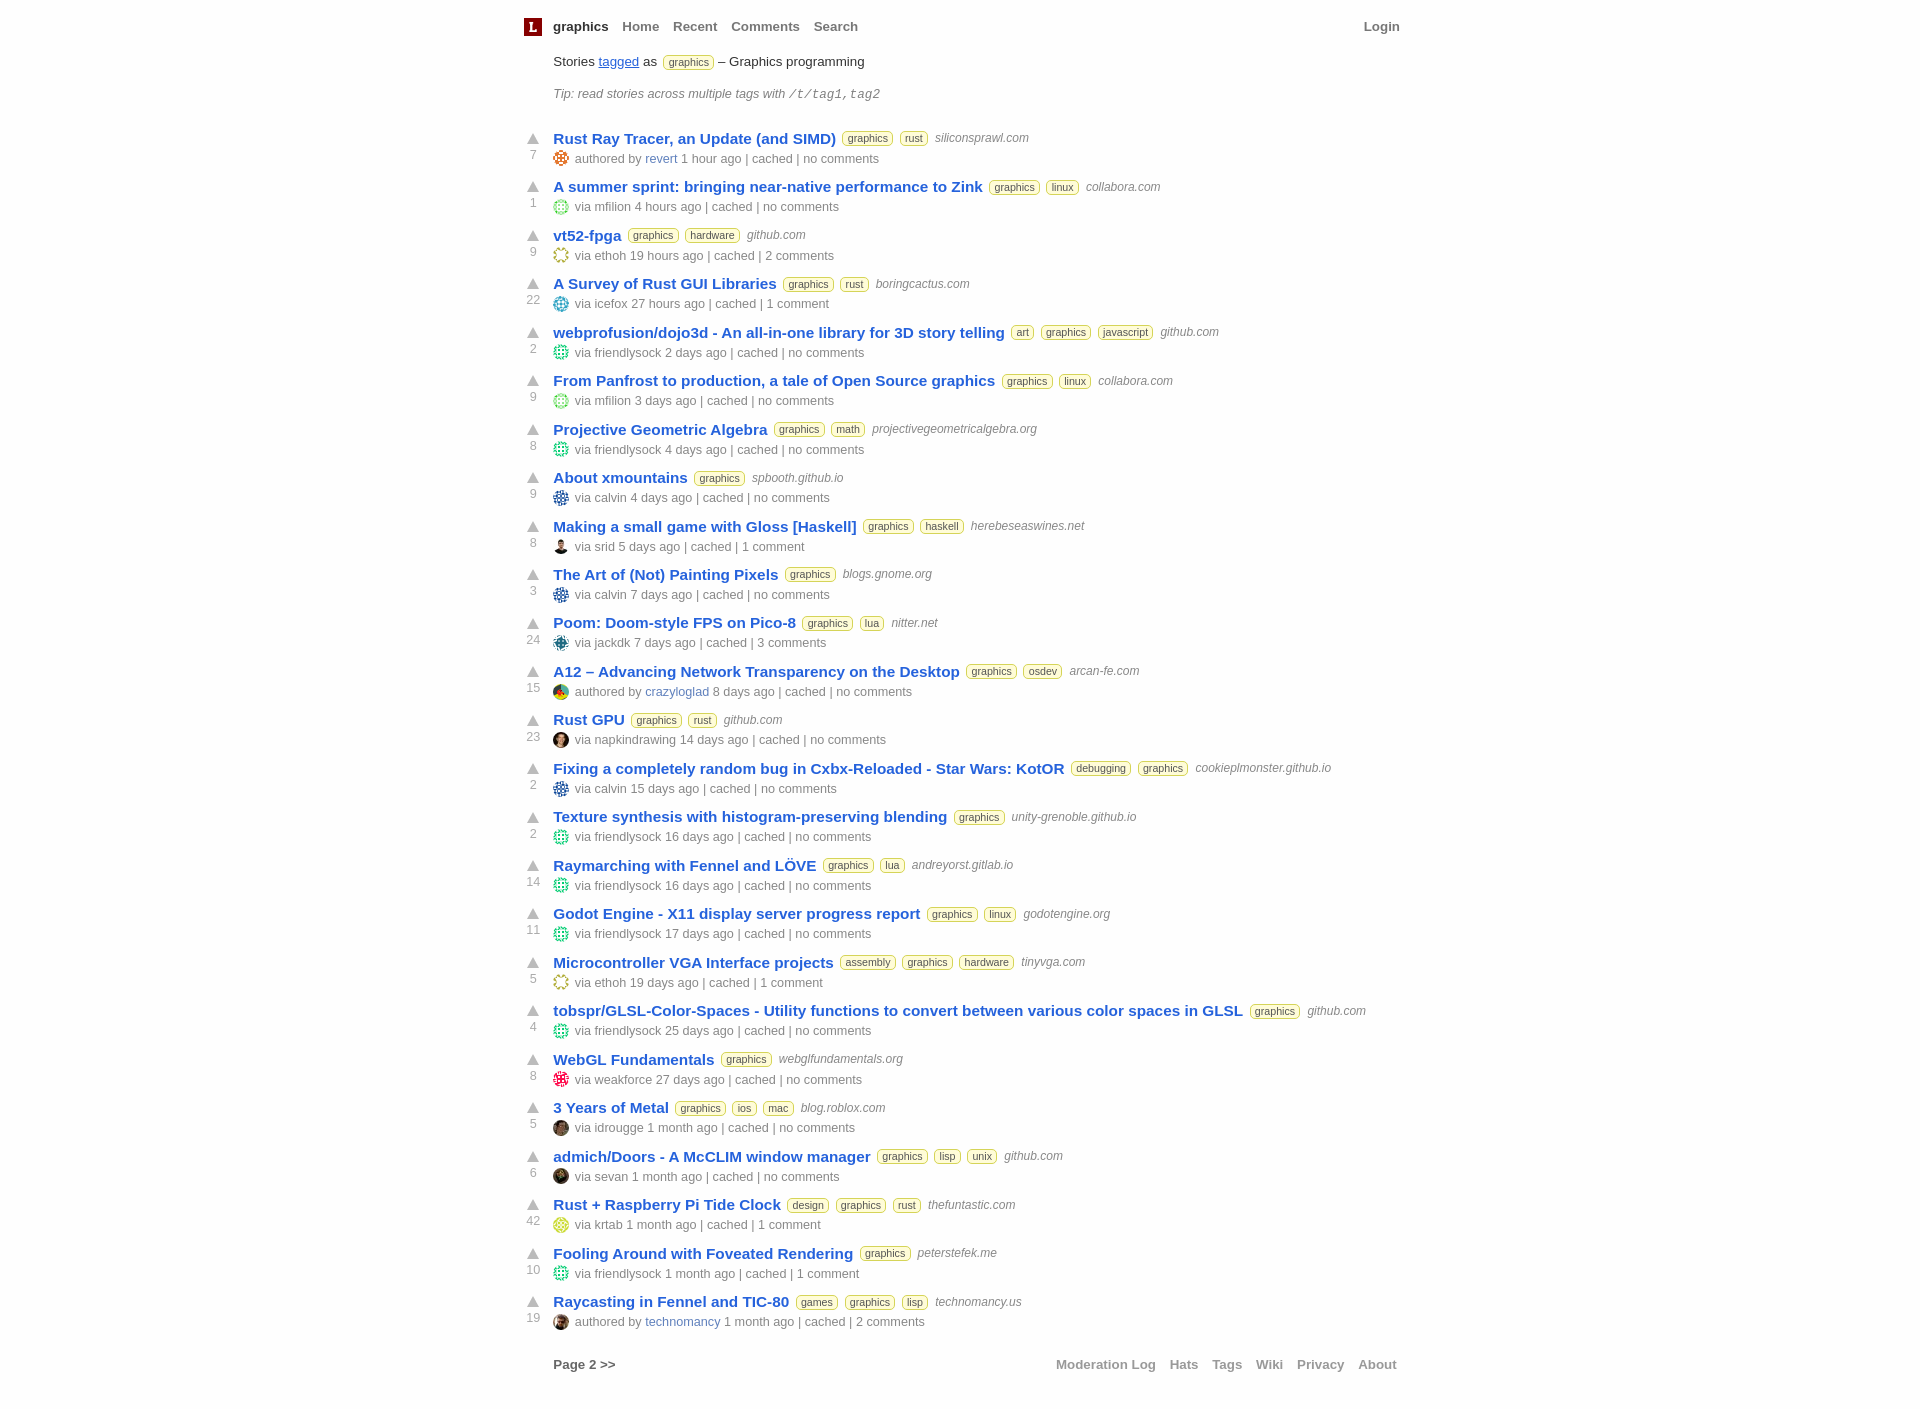 L graphics Home Recent Comments Search Login
Stories tagged as graphics – Graphics programming
Tip: read stories across multiple tags with /t/tag1,tag2
Rust Ray Tracer, an Update (and SIMD) graphics rust siliconsprawl.com
7 authored by revert 1 hour ago | cached | no comments
A summer sprint: bringing near-native performance to Zink graphics linux collabora.com
1 via mfilion 4 hours ago | cached | no comments
vt52-fpga graphics hardware github.com
9 via ethoh 19 hours ago | cached | 2 comments
A Survey of Rust GUI Libraries graphics rust boringcactus.com
22 via icefox 27 hours ago | cached | 1 comment
webprofusion/dojo3d - An all-in-one library for 3D story telling art graphics javascript github.com
2 via friendlysock 2 days ago | cached | no comments
From Panfrost to production, a tale of Open Source graphics graphics linux collabora.com
9 via mfilion 3 days ago | cached | no comments
Projective Geometric Algebra graphics math projectivegeometricalgebra.org
8 via friendlysock 4 days ago | cached | no comments
About xmountains graphics spbooth.github.io
9 via calvin 4 days ago | cached | no comments
Making a small game with Gloss [Haskell] graphics haskell herebeseaswines.net
8 via srid 5 days ago | cached | 1 comment
The Art of (Not) Painting Pixels graphics blogs.gnome.org
3 via calvin 7 days ago | cached | no comments
Poom: Doom-style FPS on Pico-8 graphics lua nitter.net
24 via jackdk 7 days ago | cached | 3 comments
A12 – Advancing Network Transparency on the Desktop graphics osdev arcan-fe.com
15 authored by crazyloglad 8 days ago | cached | no comments
Rust GPU graphics rust github.com
23 via napkindrawing 14 days ago | cached | no comments
Fixing a completely random bug in Cxbx-Reloaded - Star Wars: KotOR debugging graphics cookieplmonster.github.io
2 via calvin 15 days ago | cached | no comments
Texture synthesis with histogram-preserving blending graphics unity-grenoble.github.io
2 via friendlysock 16 days ago | cached | no comments
Raymarching with Fennel and LÖVE graphics lua andreyorst.gitlab.io
14 via friendlysock 16 days ago | cached | no comments
Godot Engine - X11 display server progress report graphics linux godotengine.org
11 via friendlysock 17 days ago | cached | no comments
Microcontroller VGA Interface projects assembly graphics hardware tinyvga.com
5 via ethoh 19 days ago | cached | 1 comment
tobspr/GLSL-Color-Spaces - Utility functions to convert between various color spaces in GLSL graphics github.com
4 via friendlysock 25 days ago | cached | no comments
WebGL Fundamentals graphics webglfundamentals.org
8 via weakforce 27 days ago | cached | no comments
3 Years of Metal graphics ios mac blog.roblox.com
5 via idrougge 1 month ago | cached | no comments
admich/Doors - A McCLIM window manager graphics lisp unix github.com
6 via sevan 1 month ago | cached | no comments
Rust + Raspberry Pi Tide Clock design graphics rust thefuntastic.com
42 via krtab 1 month ago | cached | 1 comment
Fooling Around with Foveated Rendering graphics peterstefek.me
10 via friendlysock 1 month ago | cached | 1 comment
Raycasting in Fennel and TIC-80 games graphics lisp technomancy.us
19 authored by technomancy 1 month ago | cached | 2 comments
Page 2 >> Moderation Log Hats Tags Wiki Privacy About